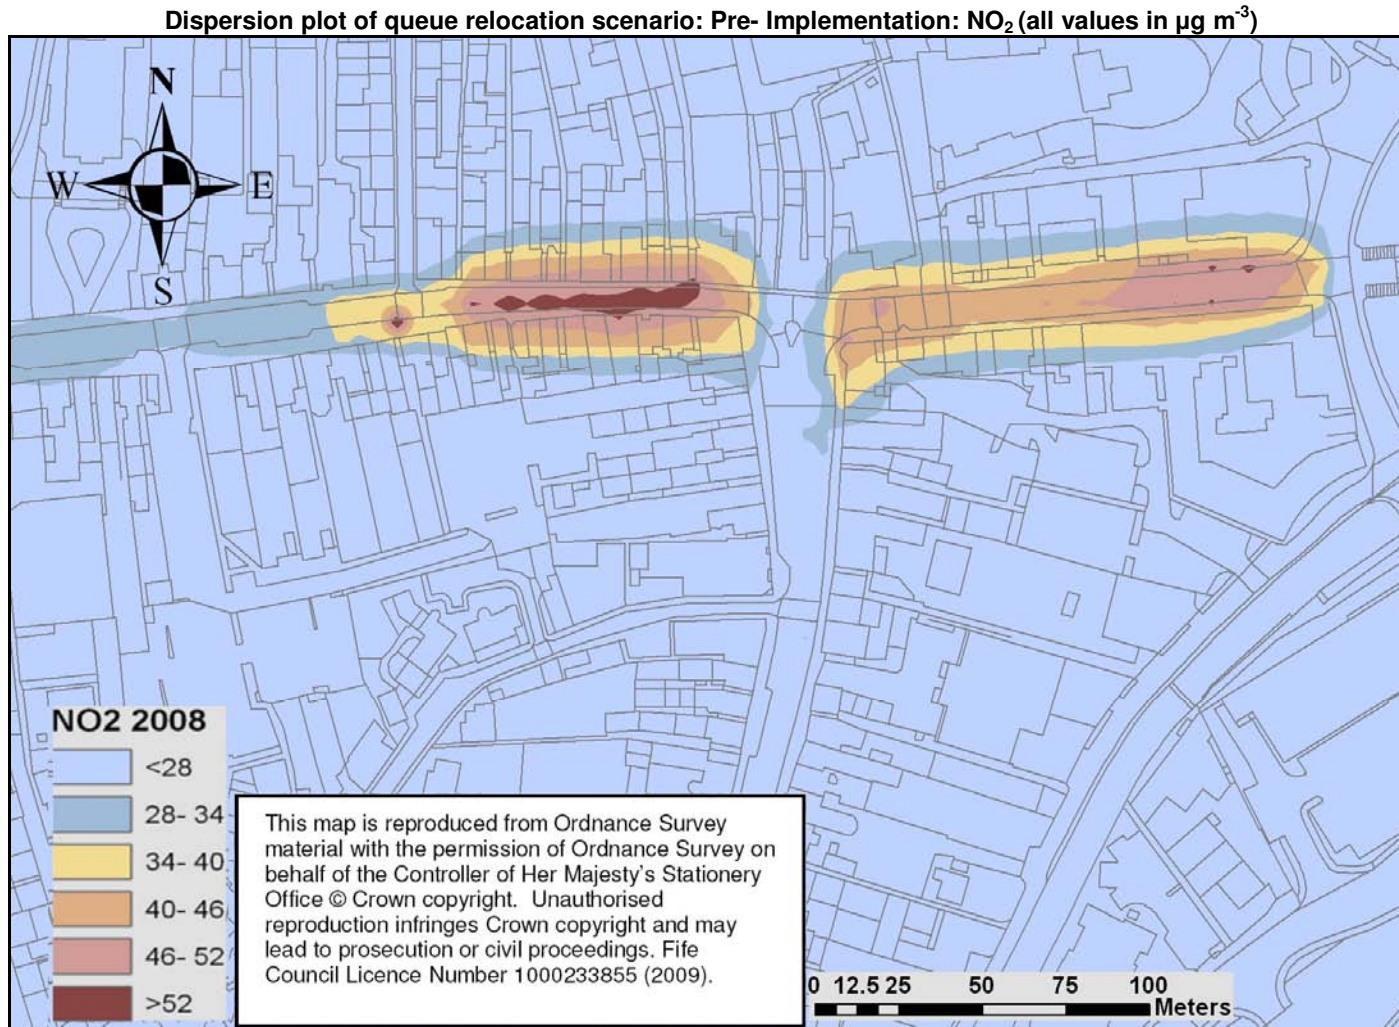 Dispersion plot of queue relocation scenario: Pre- Implementation: NO₂ (all values in µg m⁻³)
N
W E
S
NO2 2008
<28
28- 34
34- 40
40- 46
46- 52
>52
This map is reproduced from Ordnance Survey
material with the permission of Ordnance Survey on
behalf of the Controller of Her Majesty's Stationery
Office © Crown copyright. Unauthorised
reproduction infringes Crown copyright and may
lead to prosecution or civil proceedings. Fife
Council Licence Number 1000233855 (2009).
0 12.5 25 50 75 100
Meters